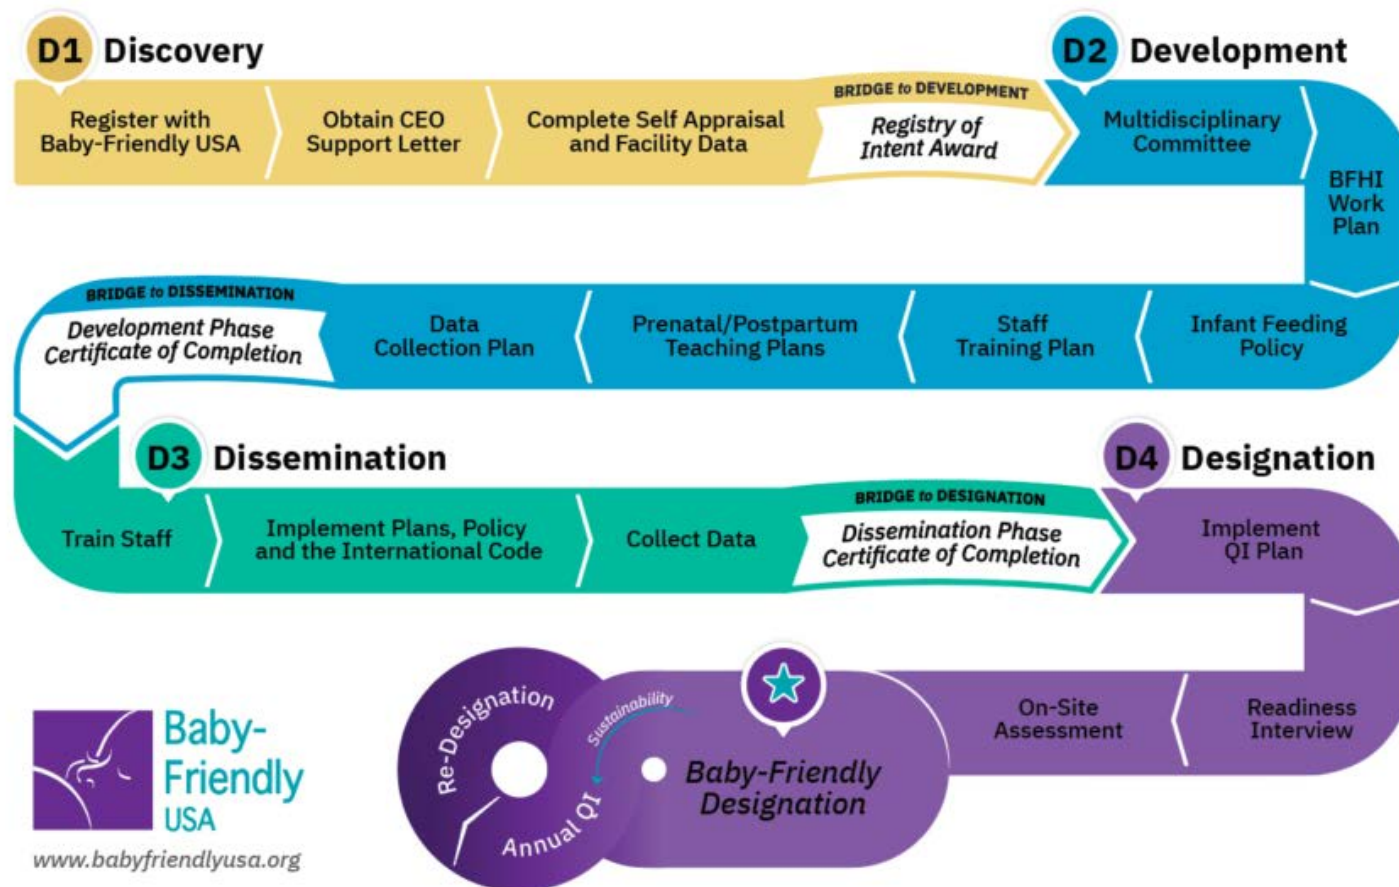 D1 Discovery
Register with
Baby-Friendly USA
Obtain CEO
Support Letter
Complete Self Appraisal
and Facility Data
BRIDGE to DEVELOPMENT
Registry of
Intent Award
D2 Development
Multidisciplinary
Committee
BFHI
Work
Plan
Infant Feeding
Policy
Staff
Training Plan
Prenatal/Postpartum
Teaching Plans
Data
Collection Plan
BRIDGE to DISSEMINATION
Development Phase
Certificate of Completion
D3 Dissemination
Train Staff
Implement Plans, Policy
and the International Code
Collect Data
BRIDGE to DESIGNATION
Dissemination Phase
Certificate of Completion
D4 Designation
Implement
QI Plan
Readiness
Interview
On-Site
Assessment
Baby-Friendly
Designation
Sustainability
Annual QI
Re-Designation
Baby-
Friendly
USA
www.babyfriendlyusa.org